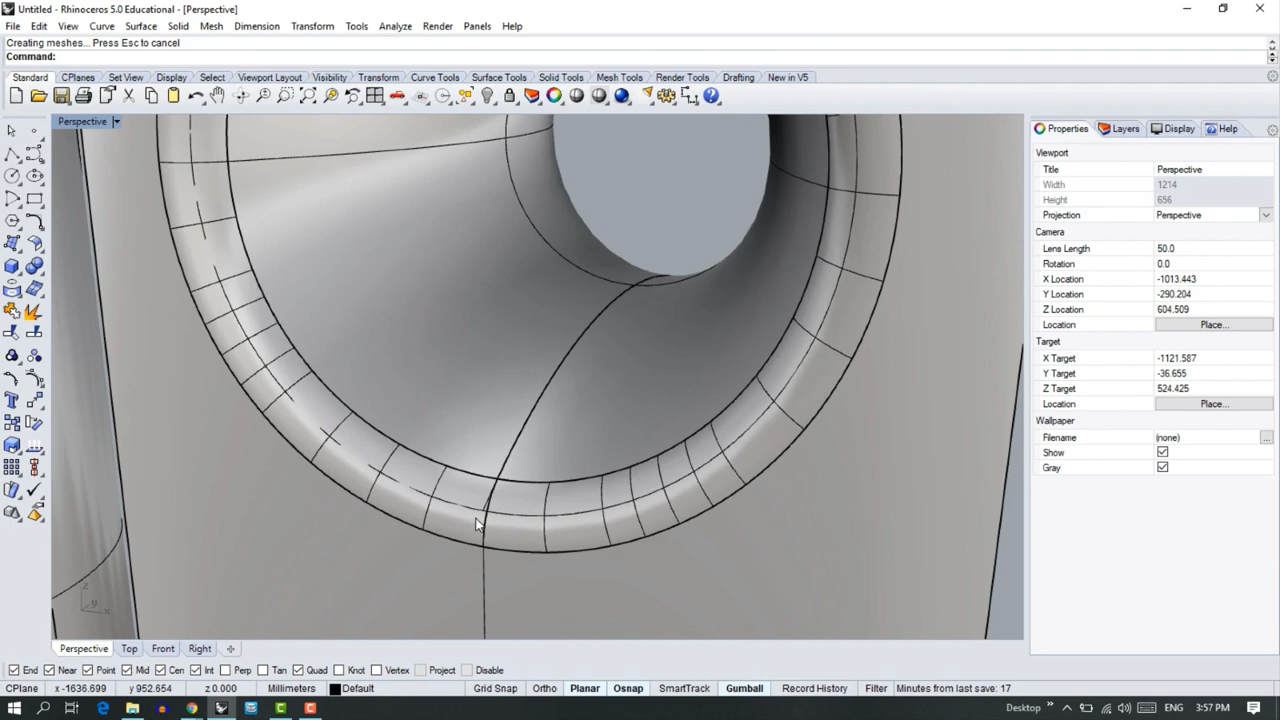 Untitled - Rhinoceros 5.0 Educational - [Perspective]
File Edit View Curve Surface Solid Mesh Dimension Transform Tools Analyze Render Panels Help
Creating meshes... Press Esc to cancel
Command:
Standard CPlanes Set View Display Select Viewport Layout Visibility Transform Curve Tools Surface Tools Solid Tools Mesh Tools Render Tools Drafting New in V5
Perspective
Properties Layers Display Help
Viewport
Title Perspective
Width 1214
Height 656
Projection Perspective
Camera
Lens Length 50.0
Rotation 0.0
X Location -1013.443
Y Location -290.204
Z Location 604.509
Location Place...
Target
X Target -1121.587
Y Target -36.655
Z Target 524.425
Location Place...
Wallpaper
Filename (none) ...
Show
Gray
z
y
x
Perspective Top Front Right
End Near Point Mid Cen Int Perp Tan Quad Knot Vertex Project Disable
CPlane x -1636.699 y 952.654 z 0.000 Millimeters Default Grid Snap Ortho Planar Osnap SmartTrack Gumball Record History Filter Minutes from last save: 17
Desktop » ENG 3:57 PM